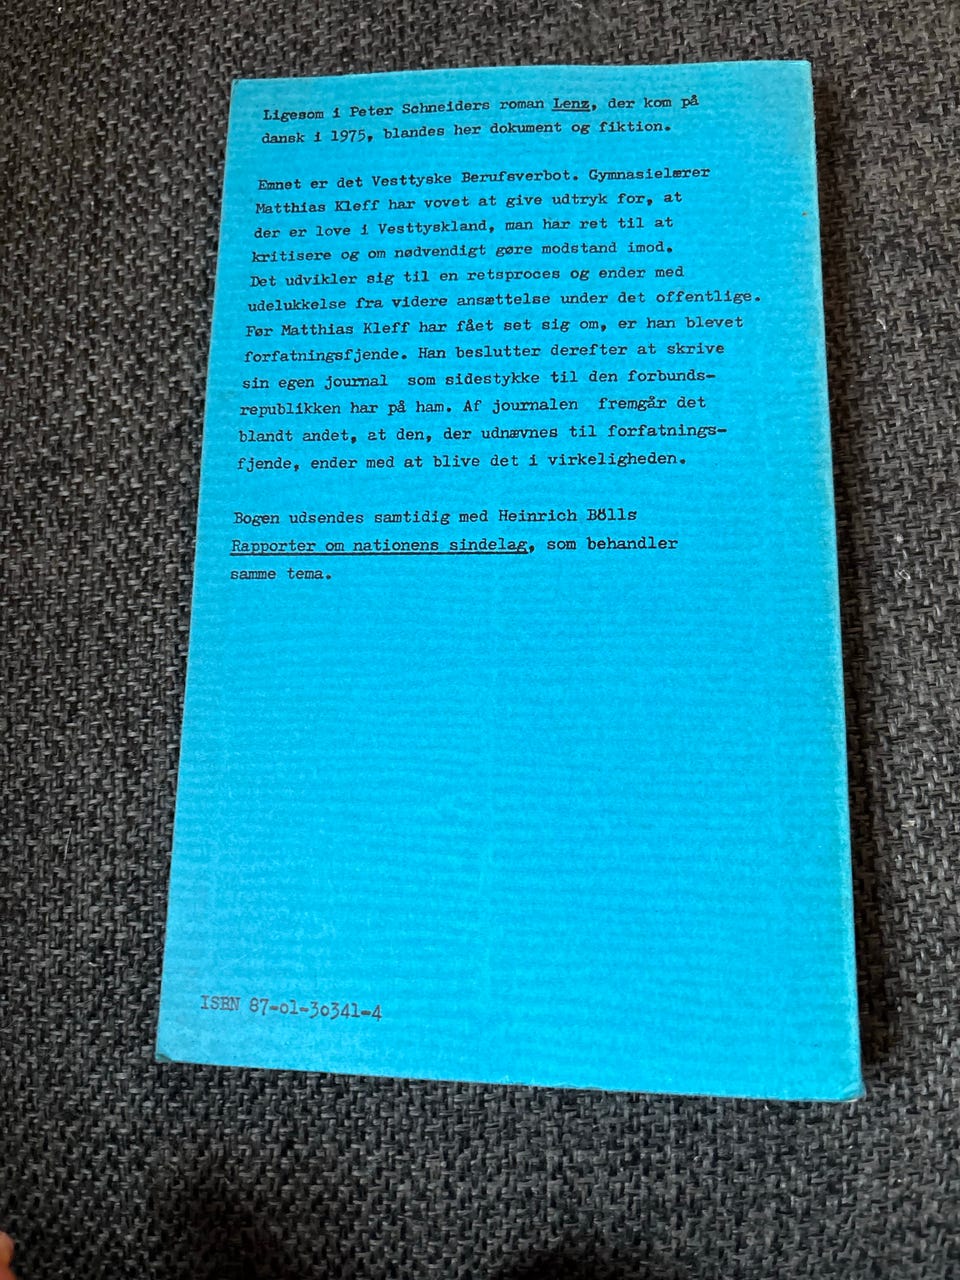 Ligesom i Peter Schneiders roman Lenz, der kom på
dansk i 1975, blandes her dokument og fiktion.
Emnet er det Vesttyske Berufsverbot. Gymnasielærer
Matthias Kleff har vovet at give udtryk for, at
der er love i Vesttyskland, man har ret til at
kritisere og om nødvendigt gøre modstand imod.
Det udvikler sig til en retsproces og ender med
udelukkelse fra videre ansættelse under det offentlige.
Før Matthias Kleff har fået set sig om, er han blevet
forfatningsfjende. Han beslutter derefter at skrive
sin egen journal som sidestykke til den forbunds-
republikken har på ham. Af journalen fremgår det
blandt andet, at den, der udnævnes til forfatnings-
fjende, ender med at blive det i virkeligheden.
Bogen udsendes samtidig med Heinrich Bölls
Rapporter om nationens sindelag, som behandler
samme tema.
ISBN 87-01-30341-4